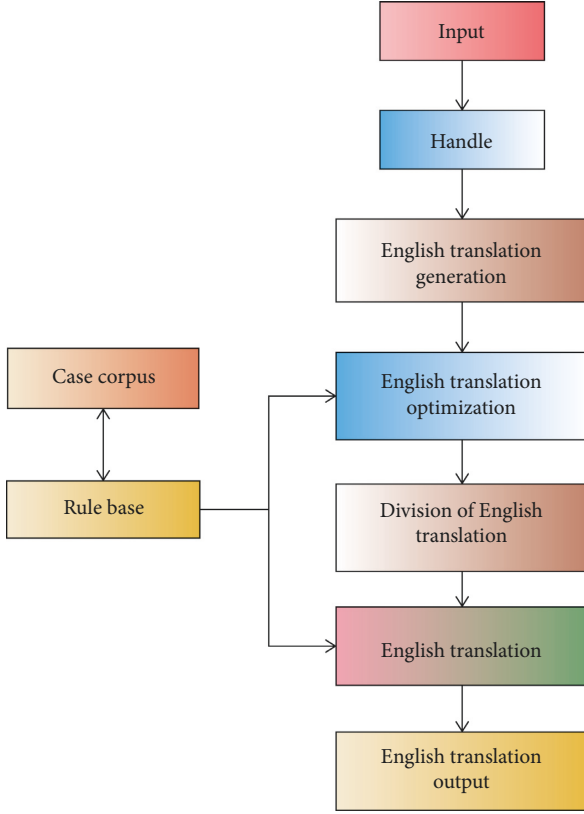 Input
Handle
English translation
generation
Case corpus
English translation
optimization
Rule base
Division of English
translation
English translation
English translation
output